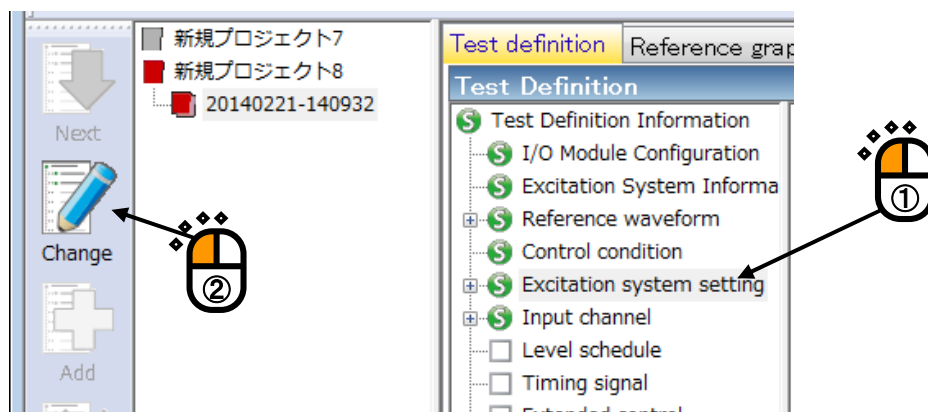 新規プロジェクト7
新規プロジェクト8
20140221-140932
Next
Change
Add
Test definition
Reference grap
Test Definition
Test Definition Information
I/O Module Configuration
Excitation System Informa
Reference waveform
Control condition
Excitation system setting
Input channel
Level schedule
Timing signal
Extended control
①
②